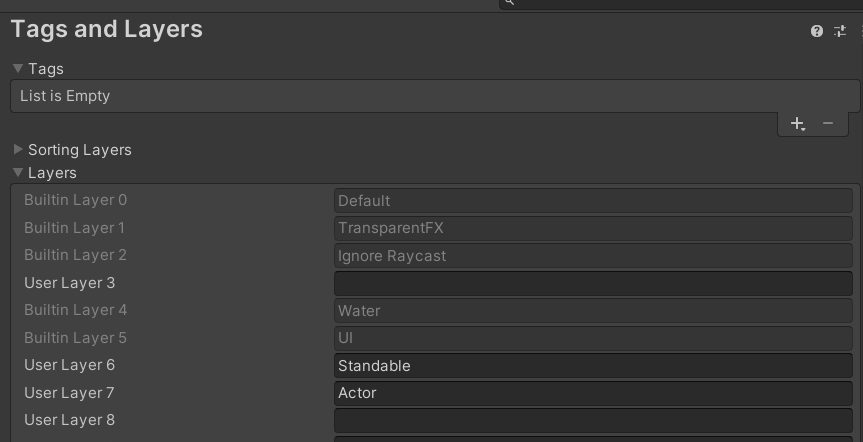 Tags and Layers
Tags
List is Empty
Sorting Layers
Layers
Builtin Layer 0 Default
Builtin Layer 1 TransparentFX
Builtin Layer 2 Ignore Raycast
User Layer 3
Builtin Layer 4 Water
Builtin Layer 5 UI
User Layer 6 Standable
User Layer 7 Actor
User Layer 8